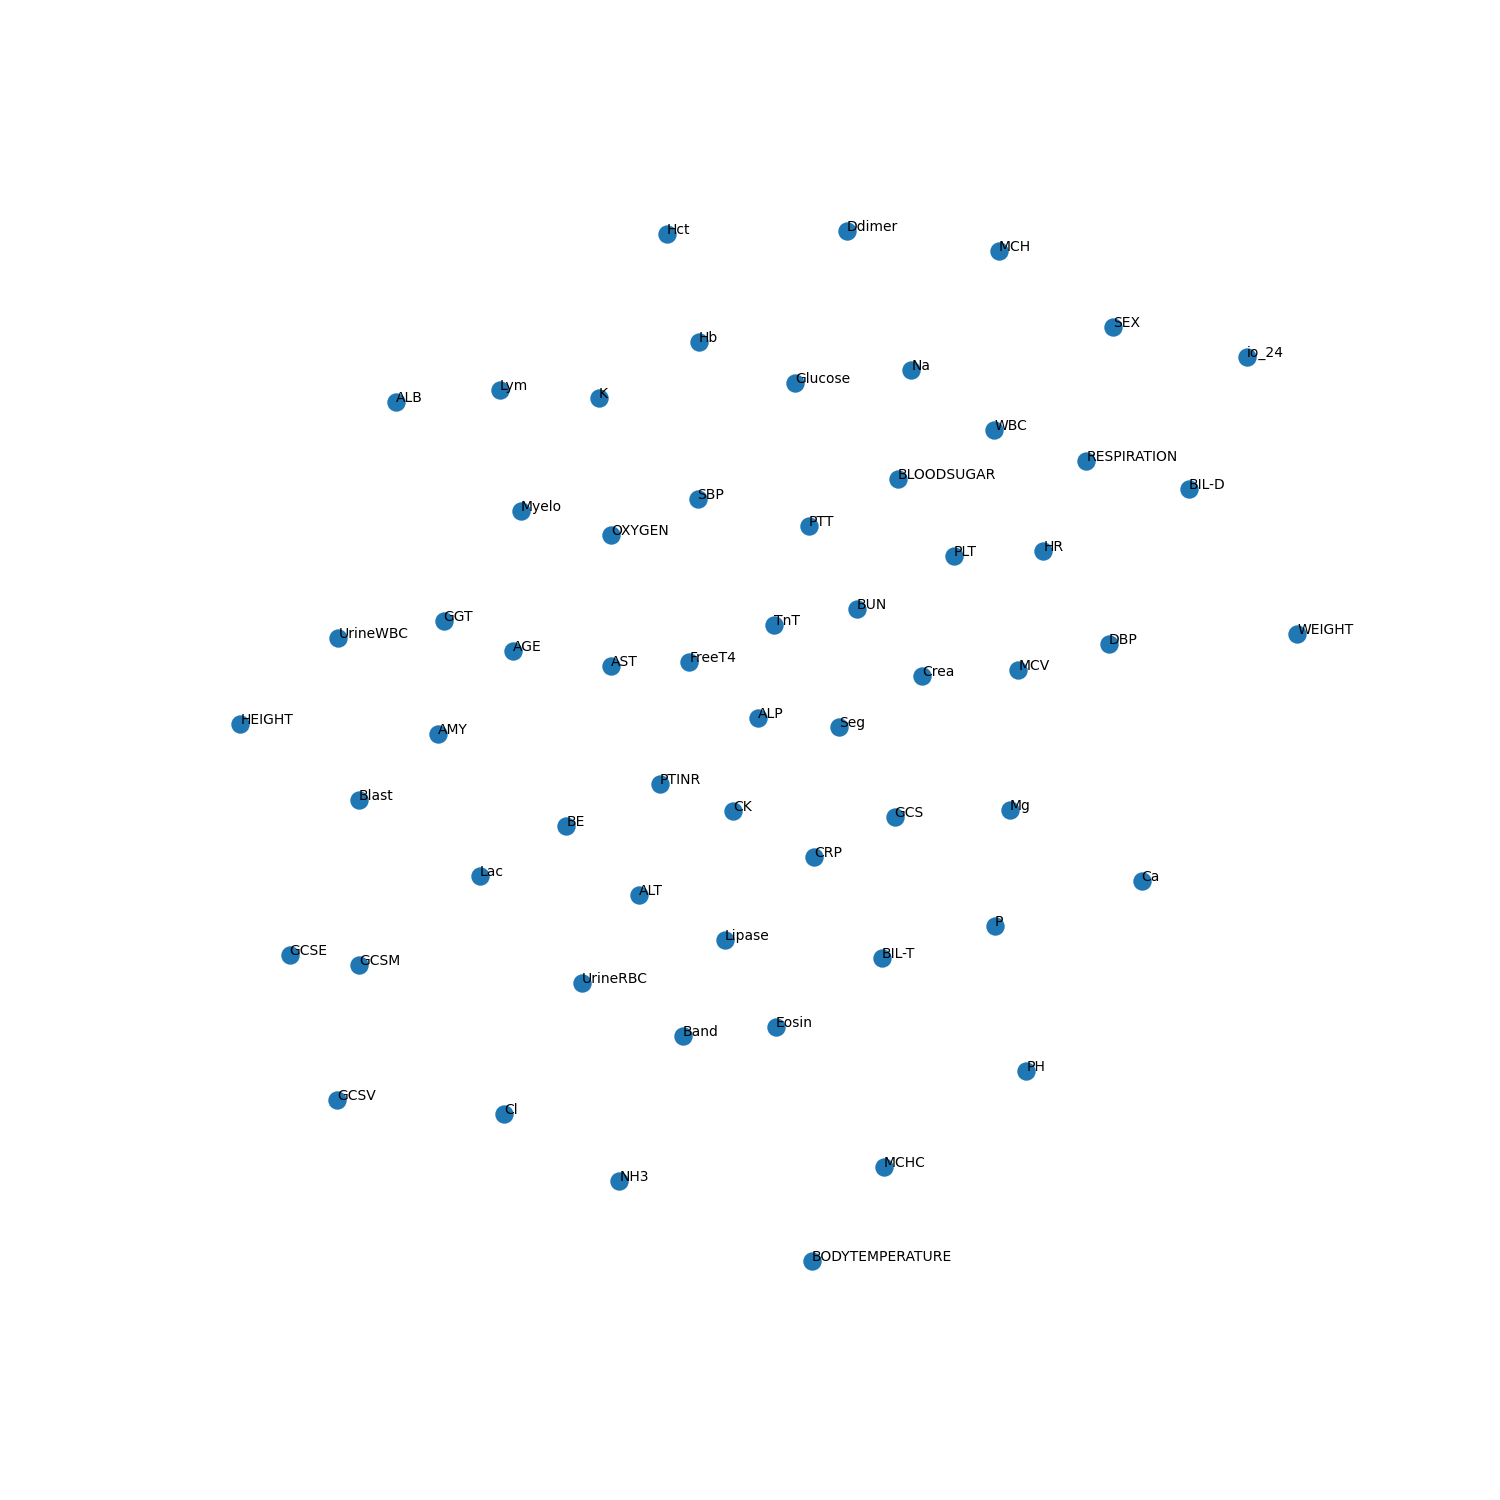 Ddimer
Hct
MCH
SEX
Hb
io_24
Na
Glucose
Lym
K
ALB
WBC
RESPIRATION
BLOODSUGAR
BIL-D
SBP
Myelo
PTT
OXYGEN
HR
PLT
BUN
GGT
TnT
WEIGHT
UrineWBC
DBP
AGE
FreeT4
AST
MCV
Crea
ALP
HEIGHT
Seg
AMY
PTINR
Blast
Mg
CK
GCS
BE
CRP
Lac
Ca
ALT
P
Lipase
GCSE
BIL-T
GCSM
UrineRBC
Eosin
Band
PH
GCSV
Cl
MCHC
NH3
BODYTEMPERATURE